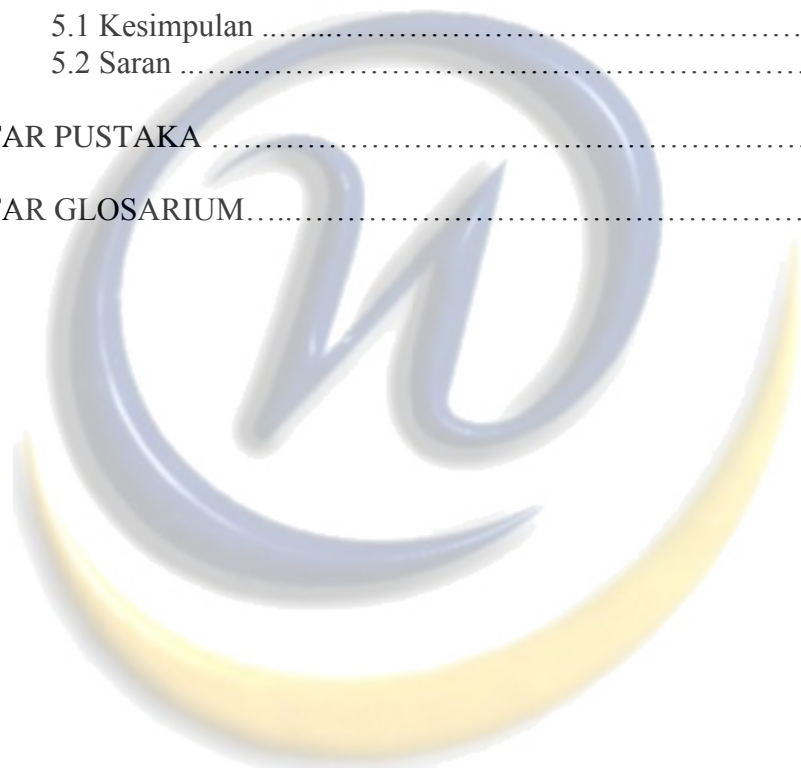 5.1 Kesimpulan ..…...……………………………………………
5.2 Saran ..…...…………………………………………………
AR PUSTAKA ………………………………………………………
AR GLOSARIUM…..…………………………………………………